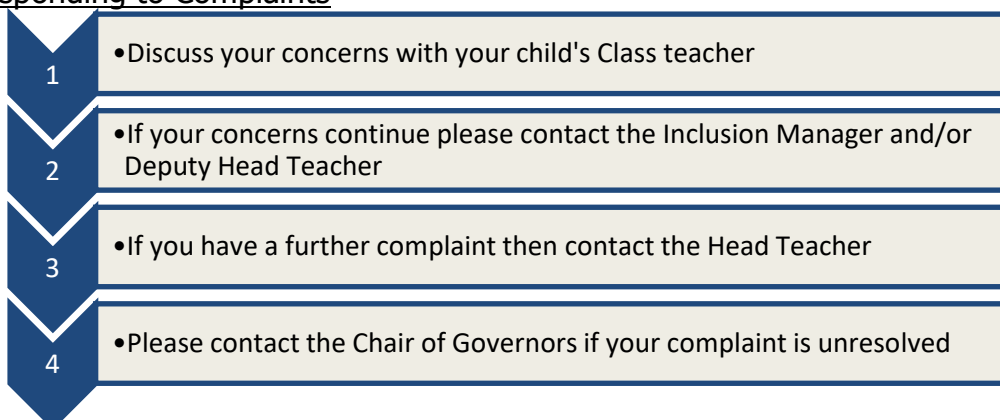 Responding to Complaints
1
•Discuss your concerns with your child's Class teacher
2
•If your concerns continue please contact the Inclusion Manager and/or
Deputy Head Teacher
3
•If you have a further complaint then contact the Head Teacher
4
•Please contact the Chair of Governors if your complaint is unresolved